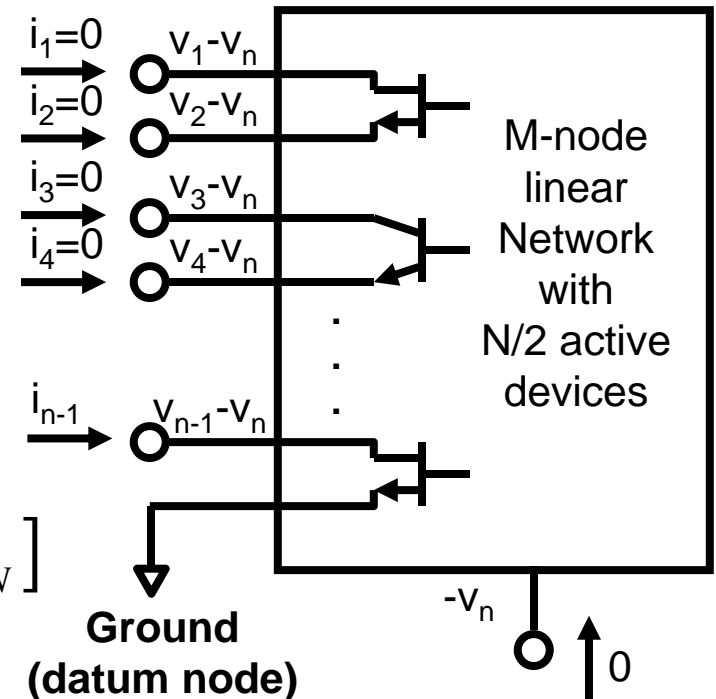 i₁=0
v₁-vₙ
i₂=0
v₂-vₙ
i₃=0
v₃-vₙ
i₄=0
v₄-vₙ
.
.
.
iₙ₋₁
vₙ₋₁-vₙ
M-node
linear
Network
with
N/2 active
devices
N ]
Ground
(datum node)
-vₙ
0